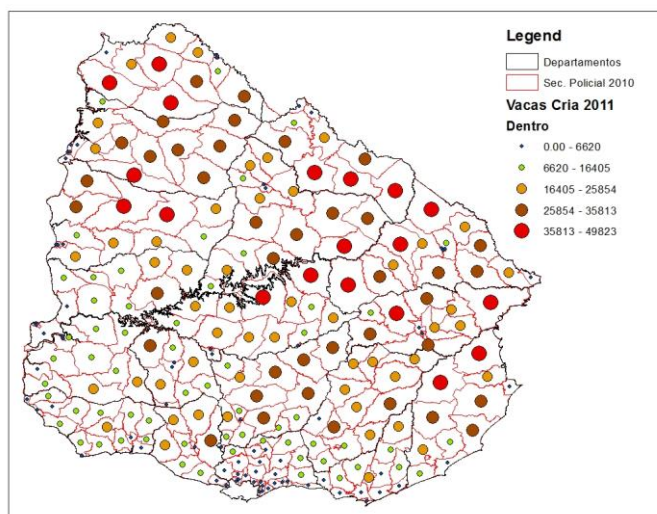 Legend
Departamentos
Sec. Policial 2010
Vacas Cria 2011
Dentro
0.00 - 6620
6620 - 16405
16405 - 25854
25854 - 35813
35813 - 49823